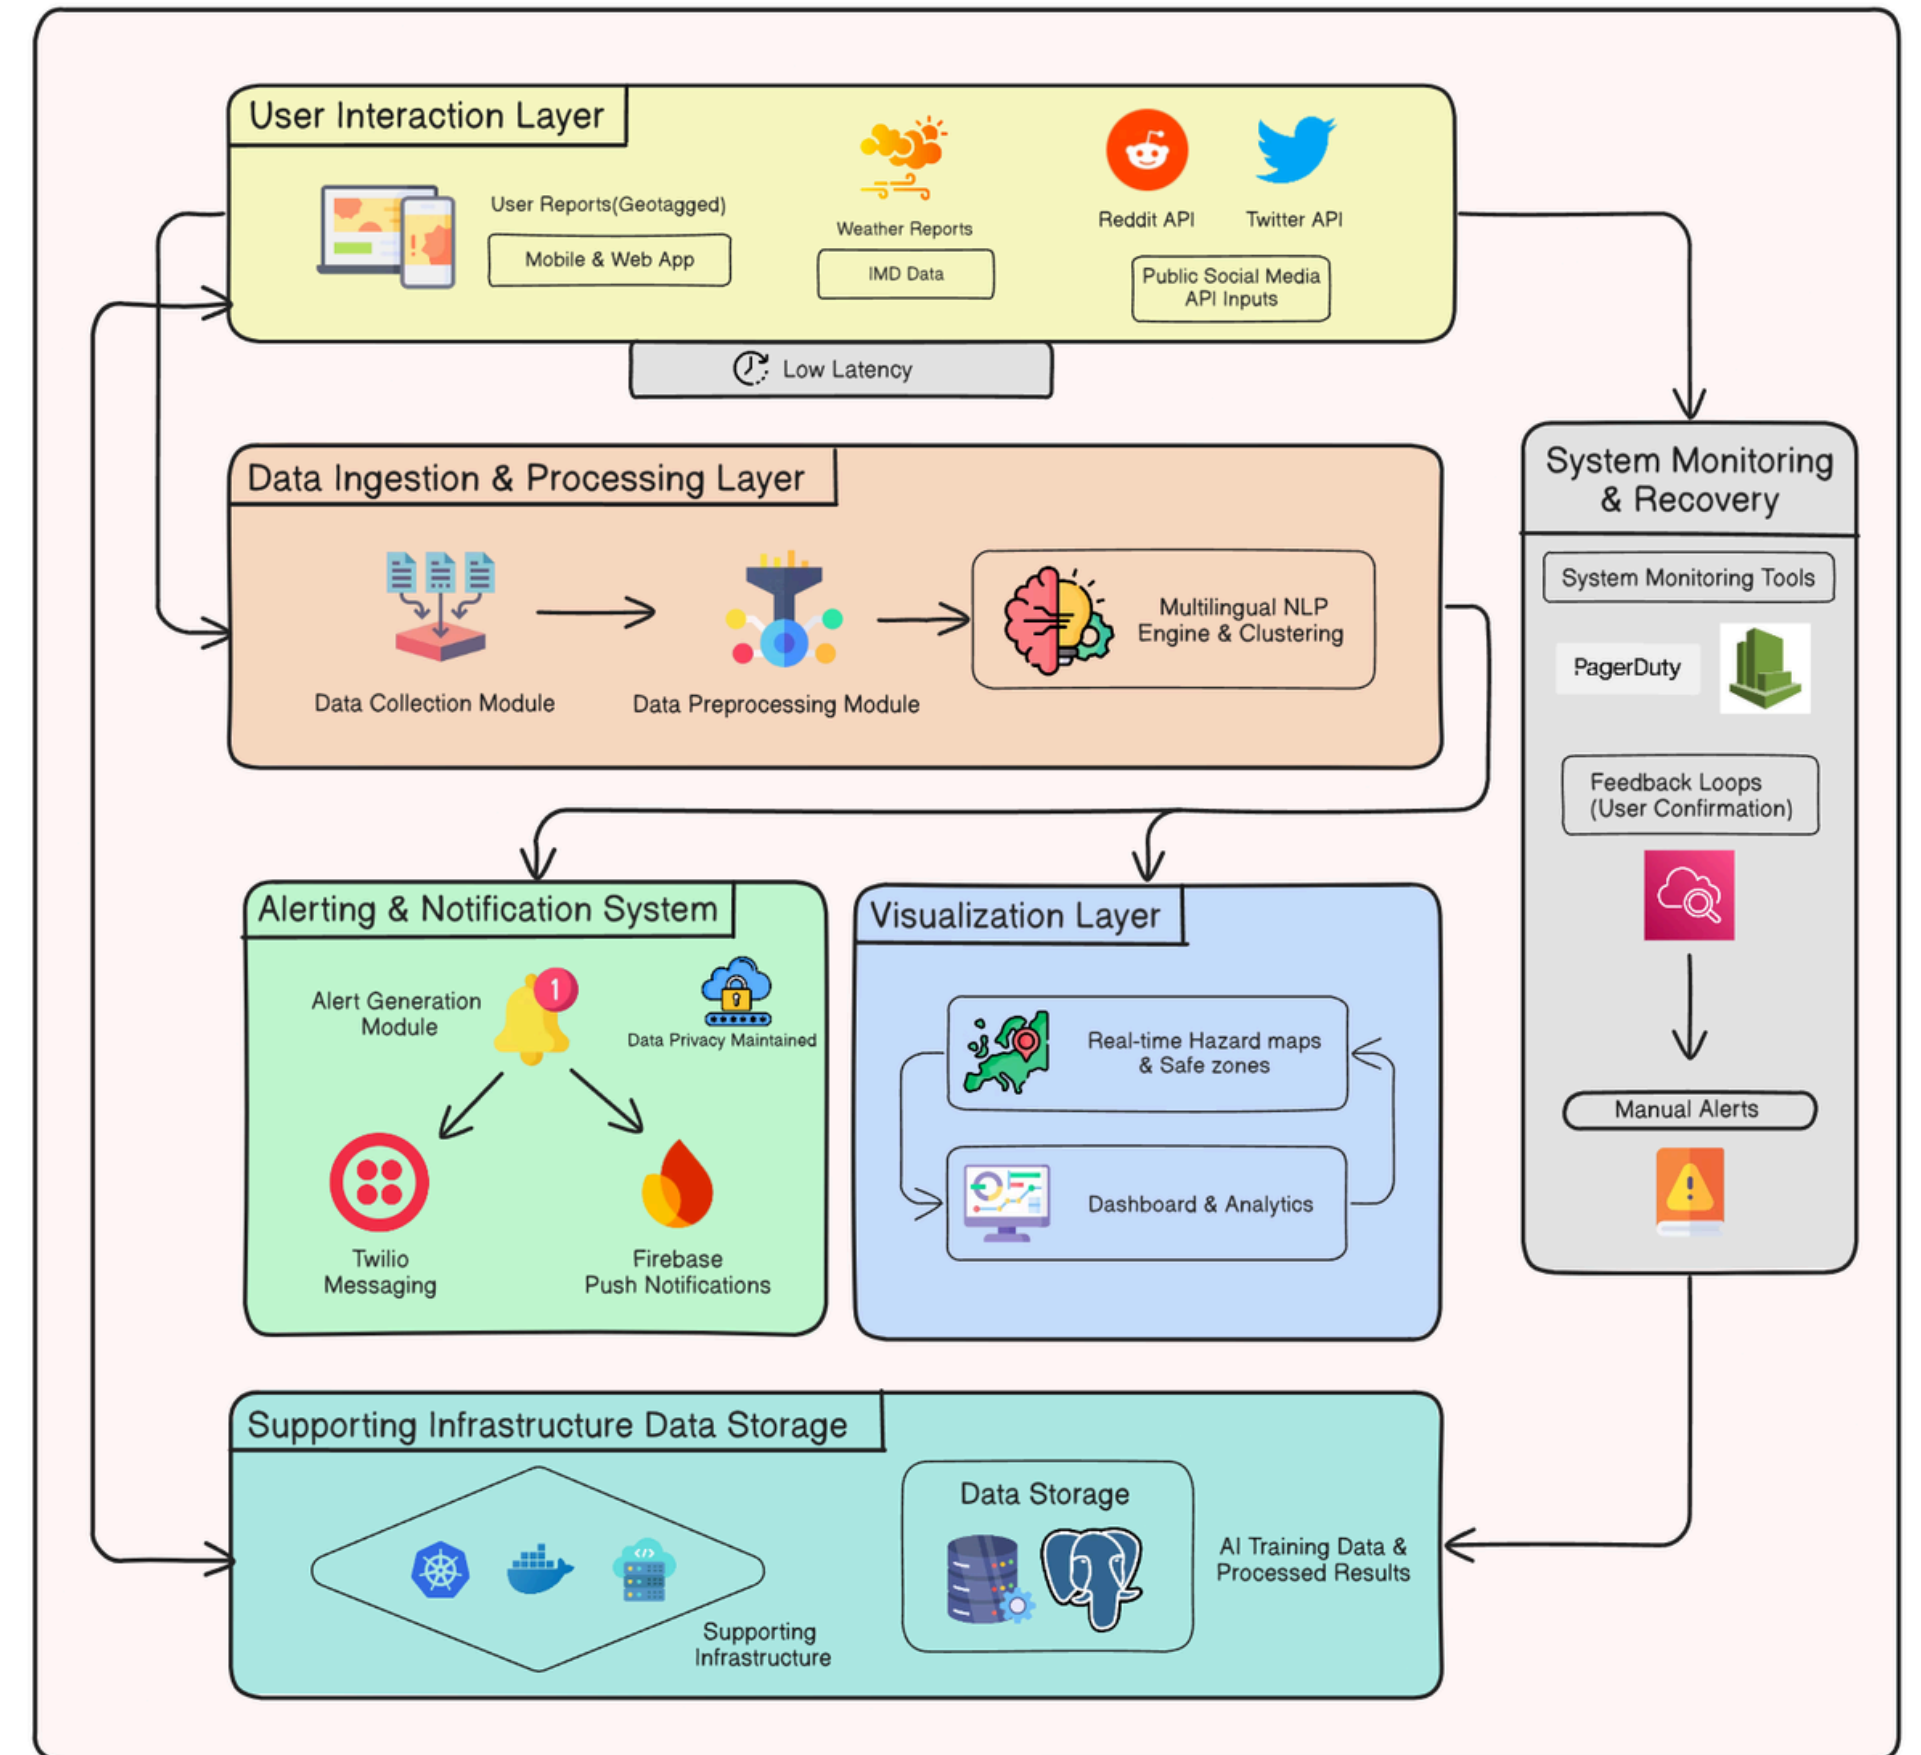 User Interaction Layer
User Reports(Geotagged)
Mobile & Web App
Weather Reports
IMD Data
Reddit API
Twitter API
Public Social Media
API Inputs
Low Latency
Data Ingestion & Processing Layer
Data Collection Module
Data Preprocessing Module
Multilingual NLP
Engine & Clustering
System Monitoring
& Recovery
System Monitoring Tools
PagerDuty
Feedback Loops
(User Confirmation)
Manual Alerts
Alerting & Notification System
Alert Generation
Module
1
Data Privacy Maintained
Twilio
Messaging
Firebase
Push Notifications
Visualization Layer
Real-time Hazard maps
& Safe zones
Dashboard & Analytics
Supporting Infrastructure Data Storage
Supporting
Infrastructure
Data Storage
AI Training Data &
Processed Results